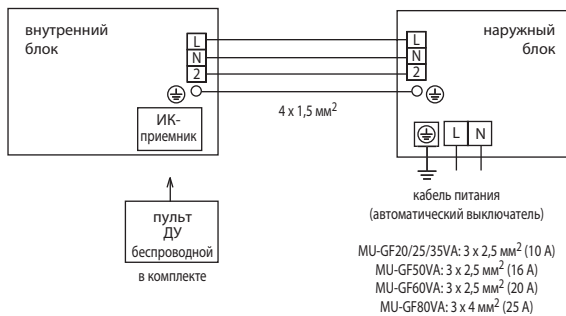 внутренний
блок
L
N
2
ИК-
приемник
пульт
ДУ
беспроводной
в комплекте
4 x 1,5 мм²
наружный
блок
L
N
2
L N
кабель питания
(автоматический выключатель)
MU-GF20/25/35VA: 3 x 2,5 мм² (10 А)
MU-GF50VA: 3 x 2,5 мм² (16 А)
MU-GF60VA: 3 x 2,5 мм² (20 А)
MU-GF80VA: 3 x 4 мм² (25 А)